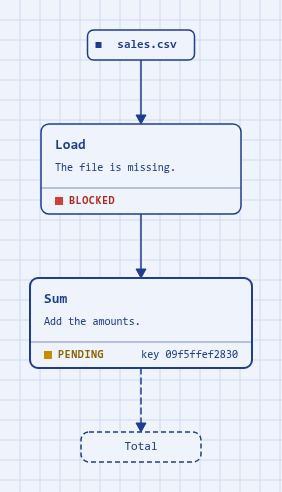 sales.csv
Load
The file is missing.
BLOCKED
Sum
Add the amounts.
PENDING key 09f5ffef2830
Total